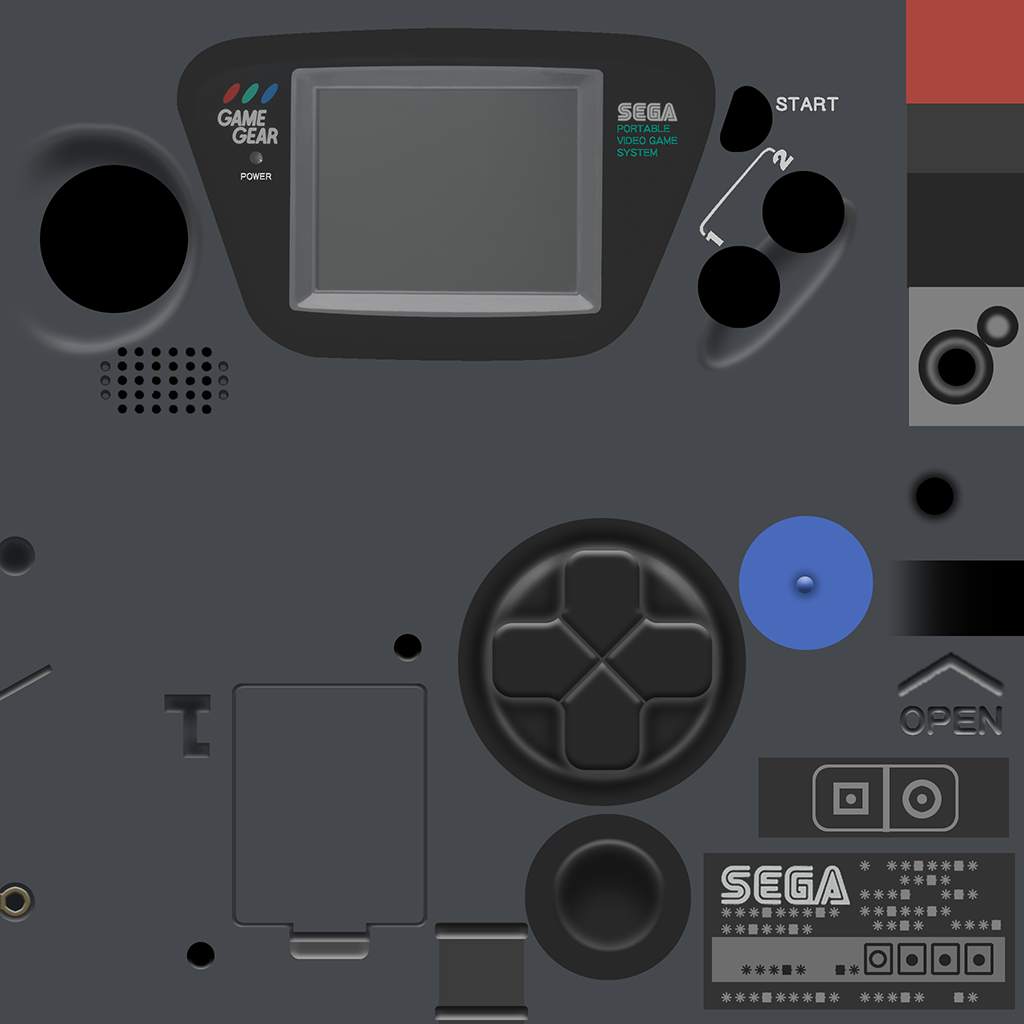 GAME
GEAR
POWER
SEGA
PORTABLE
VIDEO GAME
SYSTEM
START
2
1
OPEN
SEGA